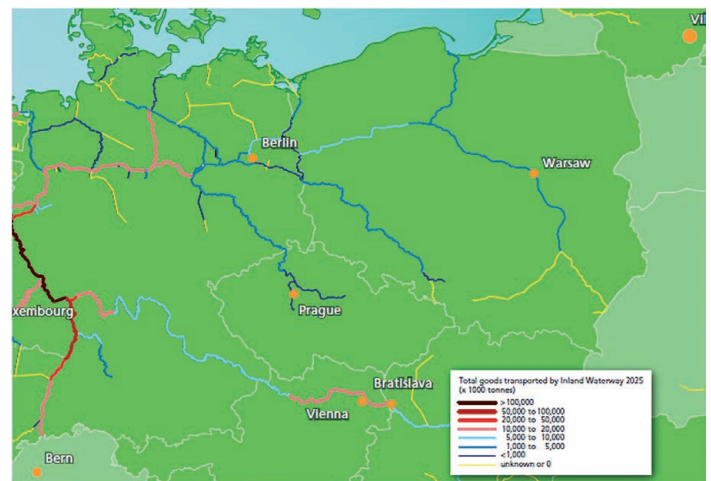 Vil
Berlin
Warsaw
xembourg
Prague
Bratislava
Vienna
Bern
Total goods transported by Inland Waterway 2025
(x 1000 tonnes)
>100,000
50,000 to 100,000
20,000 to 50,000
10,000 to 20,000
5,000 to 10,000
1,000 to 5,000
<1,000
unknown or 0